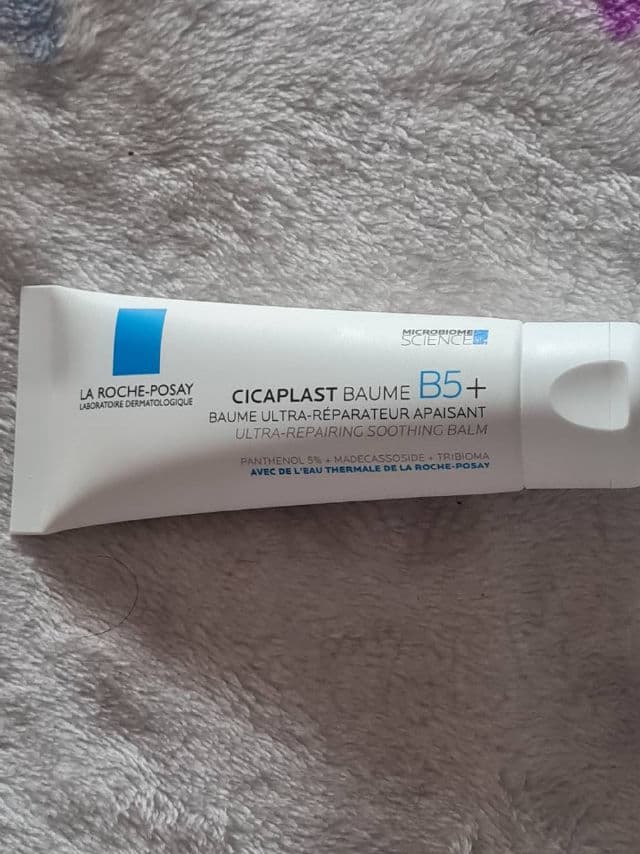 LA ROCHE-POSAY
LABORATOIRE DERMATOLOGIQUE
MICROBIOME
SCIENCE
CICAPLAST BAUME B5+
BAUME ULTRA-RÉPARATEUR APAISANT
ULTRA-REPAIRING SOOTHING BALM
PANTHENOL 5% + MADECASSOSIDE + TRIBIOMA
AVEC DE L'EAU THERMALE DE LA ROCHE-POSAY